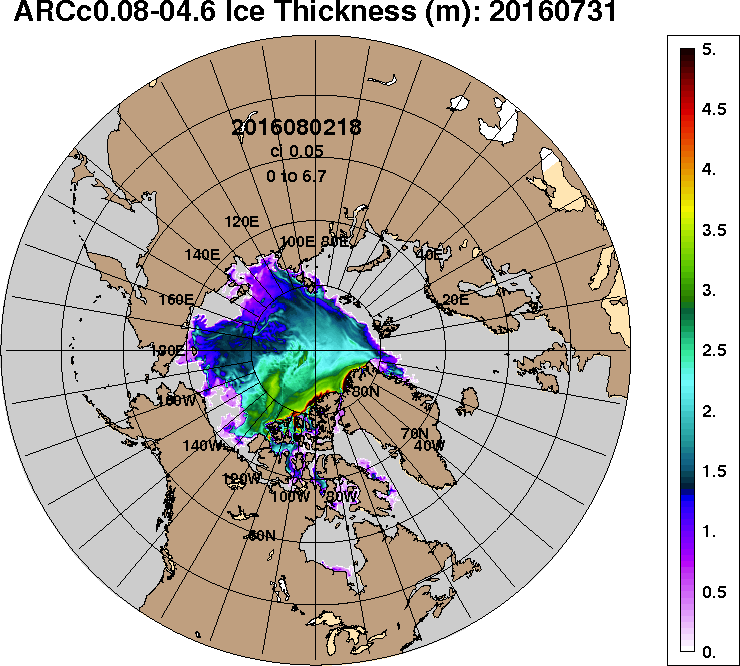 ARCc0.08-04.6 Ice Thickness (m): 20160731
2016080218
ci 0.05
0 to 6.7
120E
100E 80E
140E
40E
160E
20E
180E
160W
80N
140W
70N
40W
120W
100W
80W
60N
5.
4.5
4.
3.5
3.
2.5
2.
1.5
1.
0.5
0.